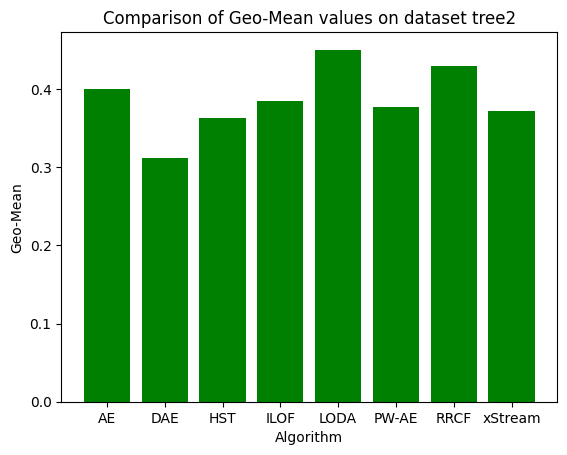 Comparison of Geo-Mean values on dataset tree2
Geo-Mean
0.4
0.3
0.2
0.1
0.0
AE DAE HST ILOF LODA PW-AE RRCF xStream
Algorithm